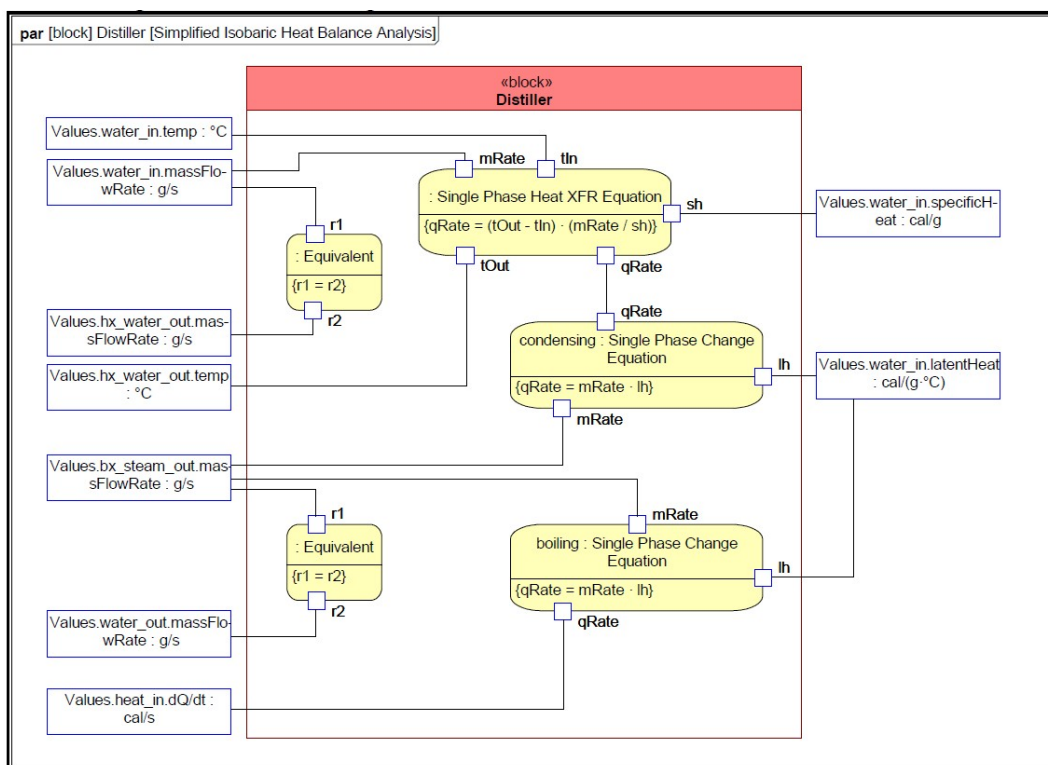 par [block] Distiller [Simplified Isobaric Heat Balance Analysis]
«block»
Distiller
Values.water_in.temp : °C
Values.water_in.massFlo-
wRate : g/s
mRate
tIn
: Single Phase Heat XFR Equation
{qRate = (tOut - tIn) · (mRate / sh)}
sh
Values.water_in.specificH-
eat : cal/g
r1
: Equivalent
{r1 = r2}
r2
tOut
qRate
Values.hx_water_out.mas-
sFlowRate : g/s
Values.hx_water_out.temp
: °C
qRate
condensing : Single Phase Change
Equation
{qRate = mRate · lh}
lh
mRate
Values.water_in.latentHeat
: cal/(g·°C)
Values.bx_steam_out.mas-
sFlowRate : g/s
r1
: Equivalent
{r1 = r2}
r2
mRate
boiling : Single Phase Change
Equation
{qRate = mRate · lh}
lh
qRate
Values.water_out.massFlo-
wRate : g/s
Values.heat_in.dQ/dt :
cal/s